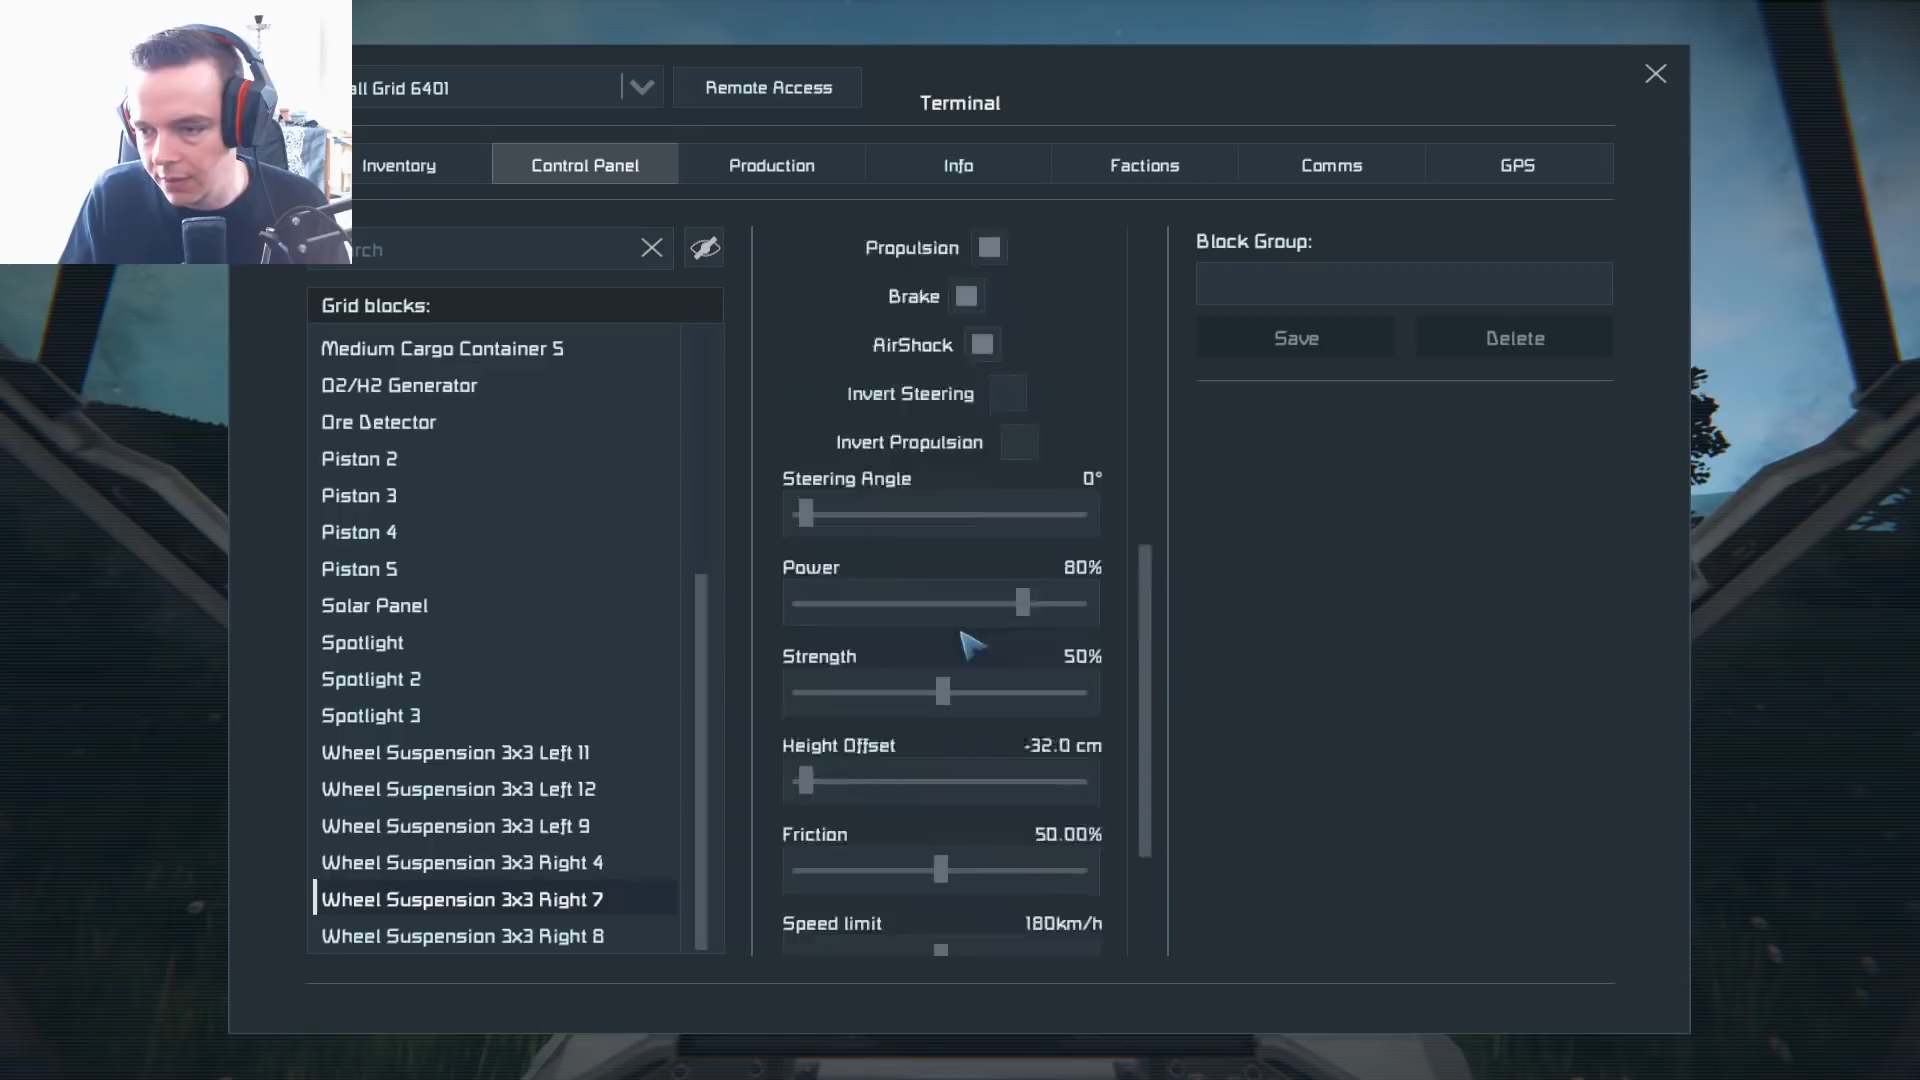 all Grid 6401
Remote Access
Terminal
Inventory
Control Panel
Production
Info
Factions
Comms
GPS
rch
Grid blocks:
Medium Cargo Container 5
O2/H2 Generator
Ore Detector
Piston 2
Piston 3
Piston 4
Piston 5
Solar Panel
Spotlight
Spotlight 2
Spotlight 3
Wheel Suspension 3x3 Left 11
Wheel Suspension 3x3 Left 12
Wheel Suspension 3x3 Left 9
Wheel Suspension 3x3 Right 4
Wheel Suspension 3x3 Right 7
Wheel Suspension 3x3 Right 8
Propulsion
Brake
AirShock
Invert Steering
Invert Propulsion
Steering Angle 0°
Power 80%
Strength 50%
Height Offset -32.0 cm
Friction 50.00%
Speed limit 180km/h
Block Group:
Save
Delete